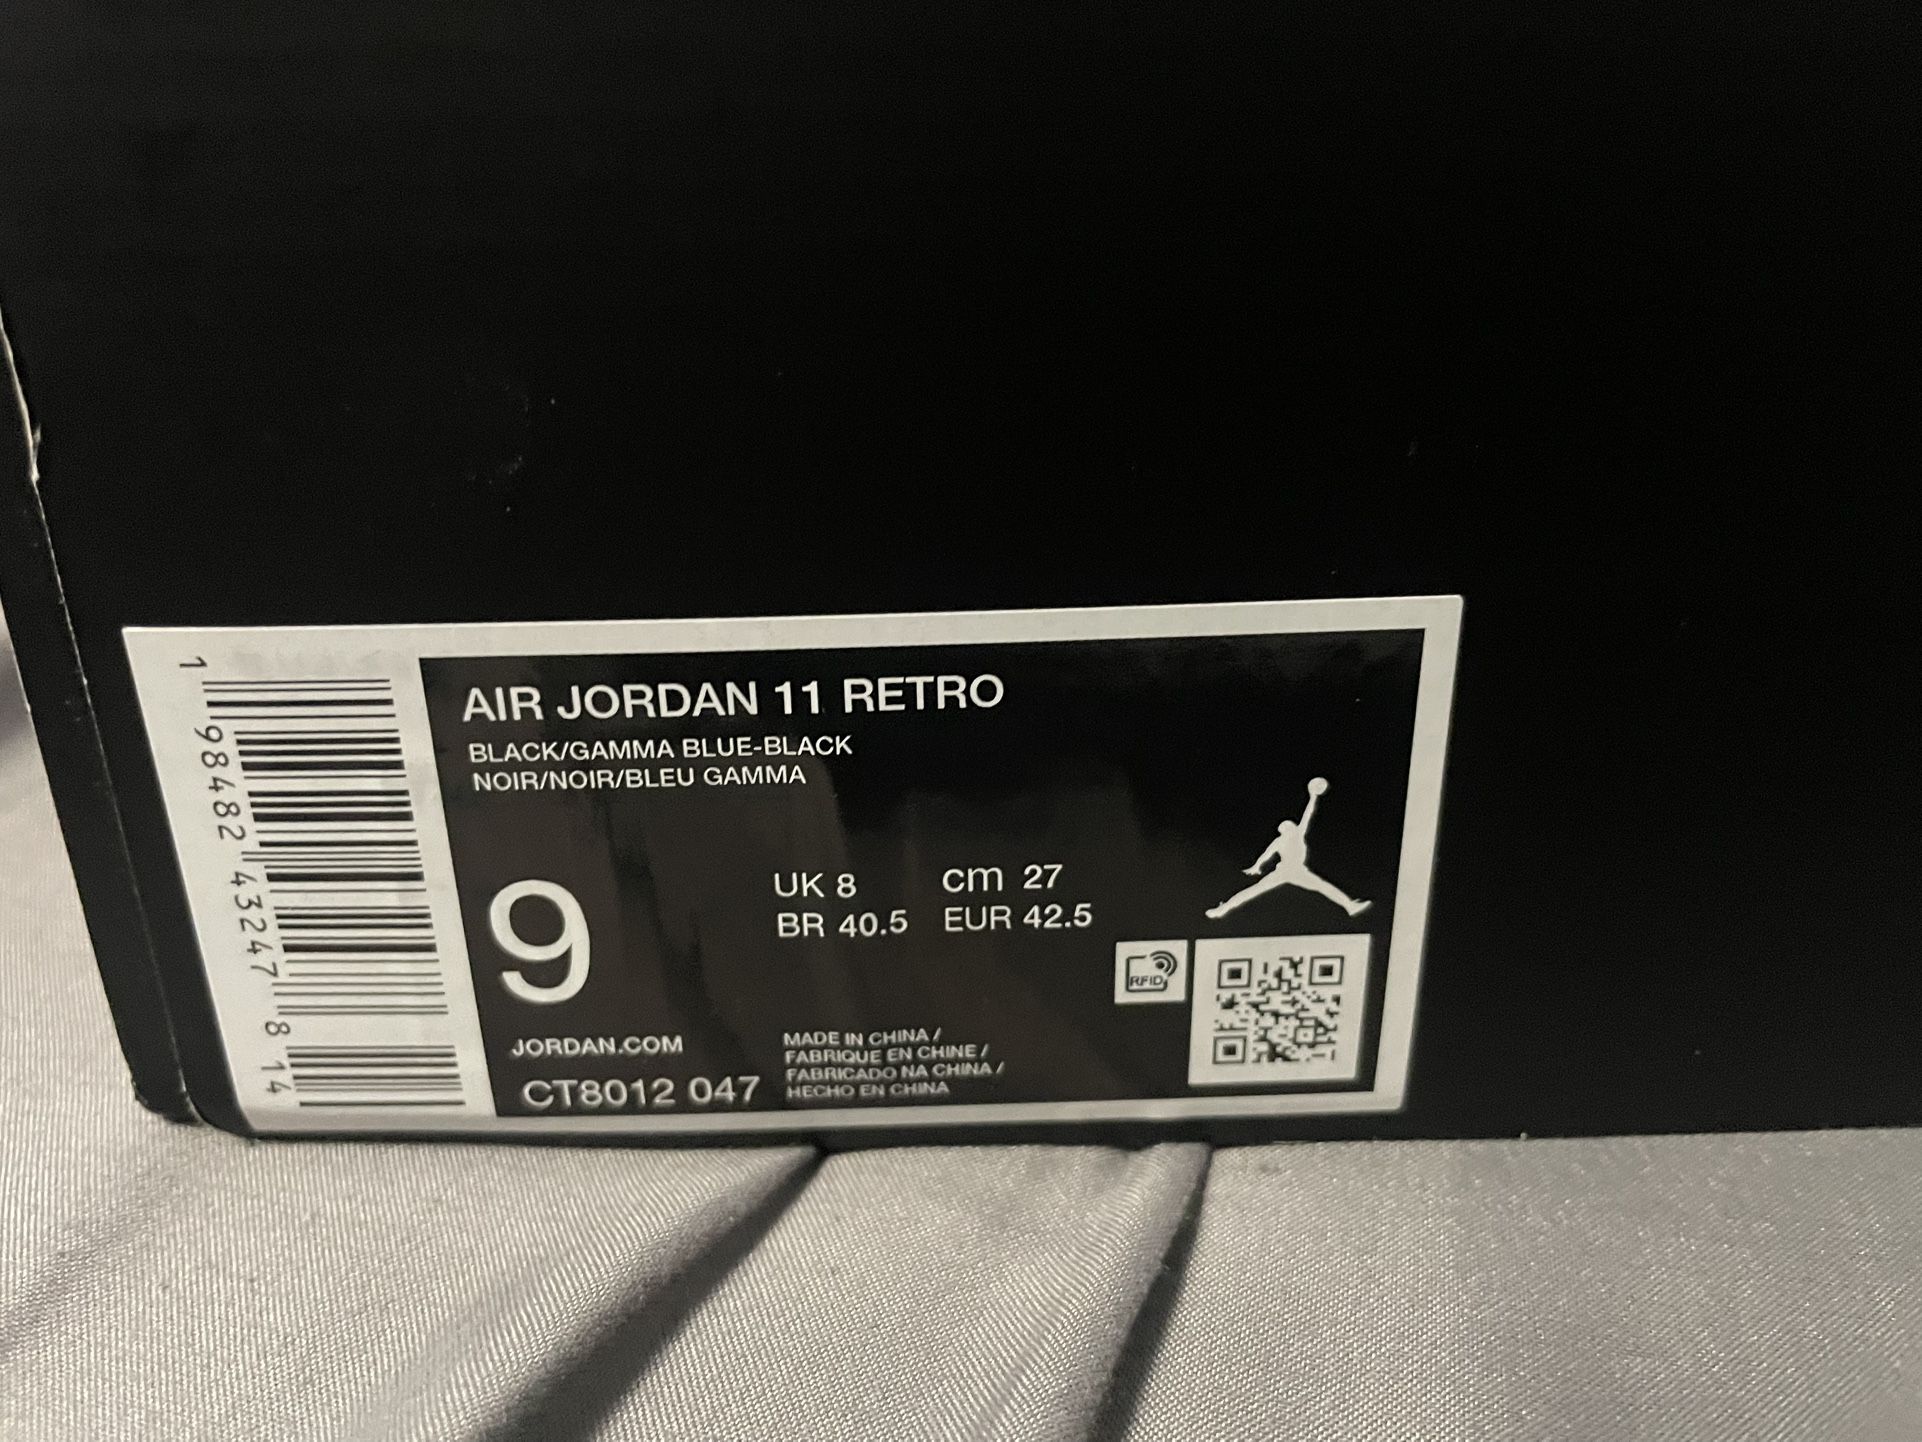 AIR JORDAN 11 RETRO
BLACK/GAMMA BLUE-BLACK
NOIR/NOIR/BLEU GAMMA
9
UK 8 cm 27
BR 40.5 EUR 42.5
RFID
JORDAN.COM
CT8012 047
MADE IN CHINA /
FABRIQUE EN CHINE /
FABRICADO NA CHINA /
HECHO EN CHINA
1 98482 43247 8 14